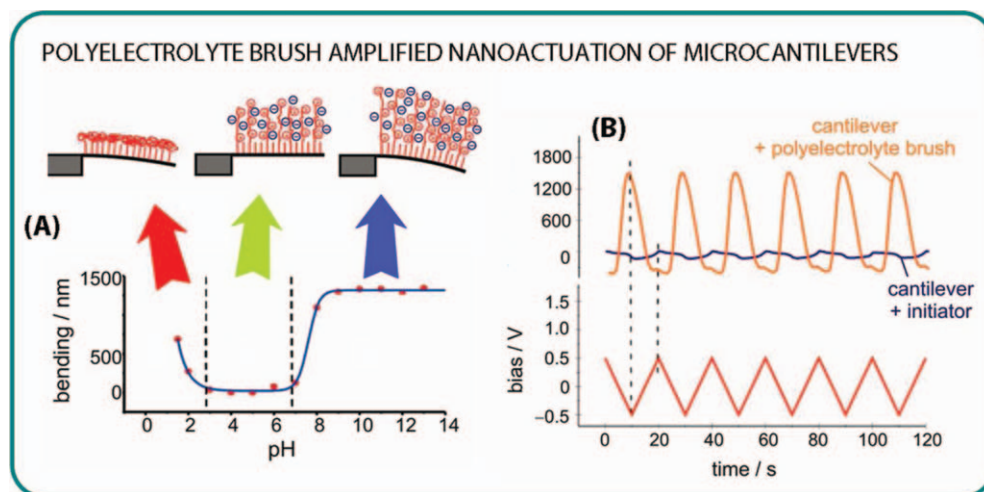 POLYELECTROLYTE BRUSH AMPLIFIED NANOACTUATION OF MICROCANTILEVERS
(A)
bending / nm
1500
500
0
0 2 4 6 8 10 12 14
pH
(B)
cantilever
+ polyelectrolyte brush
1800
1200
600
0
cantilever
+ initiator
bias / V
1.5
1.0
0.5
0
−0.5
0 20 40 60 80 100 120
time / s